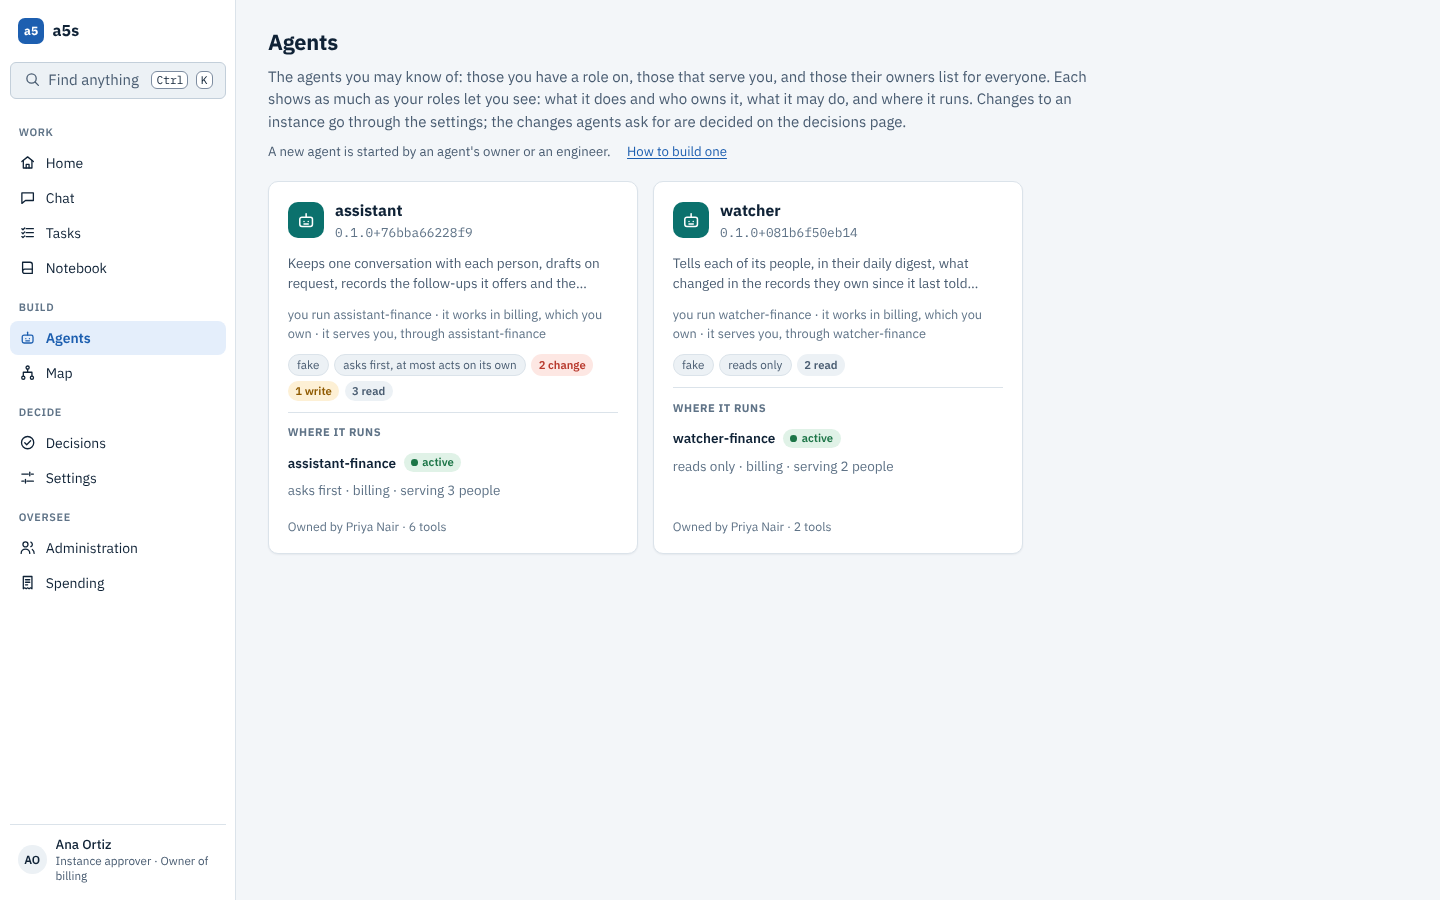 a5 a5s
Find anything Ctrl K
WORK
Home
Chat
Tasks
Notebook
BUILD
Agents
Map
DECIDE
Decisions
Settings
OVERSEE
Administration
Spending
AO Ana Ortiz
Instance approver · Owner of
billing
Agents
The agents you may know of: those you have a role on, those that serve you, and those their owners list for everyone. Each
shows as much as your roles let you see: what it does and who owns it, what it may do, and where it runs. Changes to an
instance go through the settings; the changes agents ask for are decided on the decisions page.
A new agent is started by an agent's owner or an engineer. How to build one
assistant
0.1.0+76bba66228f9
Keeps one conversation with each person, drafts on
request, records the follow-ups it offers and the...
you run assistant-finance · it works in billing, which you
own · it serves you, through assistant-finance
fake asks first, at most acts on its own 2 change
1 write 3 read
WHERE IT RUNS
assistant-finance active
asks first · billing · serving 3 people
Owned by Priya Nair · 6 tools
watcher
0.1.0+081b6f50eb14
Tells each of its people, in their daily digest, what
changed in the records they own since it last told...
you run watcher-finance · it works in billing, which you
own · it serves you, through watcher-finance
fake reads only 2 read
WHERE IT RUNS
watcher-finance active
reads only · billing · serving 2 people
Owned by Priya Nair · 2 tools